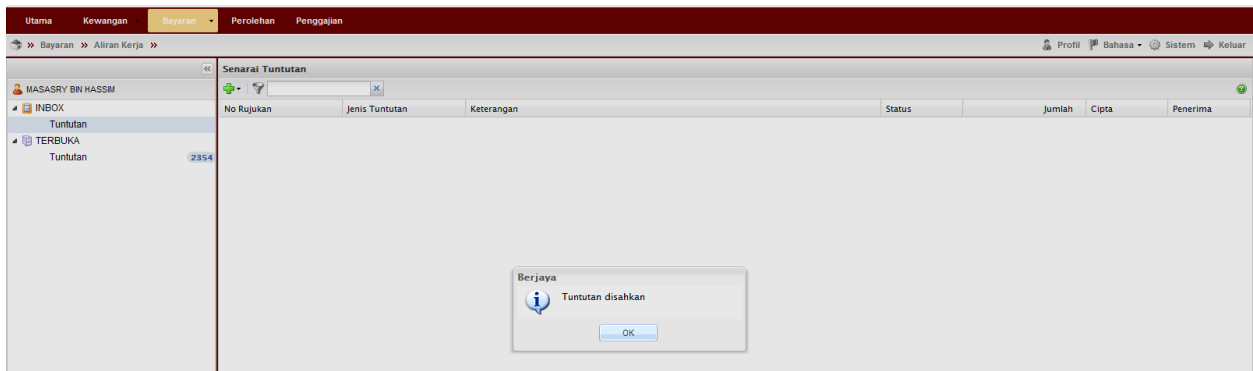 Utama Kewangan Bayaran Perolehan Penggajian
» Bayaran » Aliran Kerja » Profil Bahasa Sistem Keluar
« Senarai Tuntutan
MASASRY BIN HASSIM
INBOX No Rujukan Jenis Tuntutan Keterangan Status Jumlah Cipta Penerima
Tuntutan
TERBUKA
Tuntutan 2354
Berjaya
Tuntutan disahkan
OK